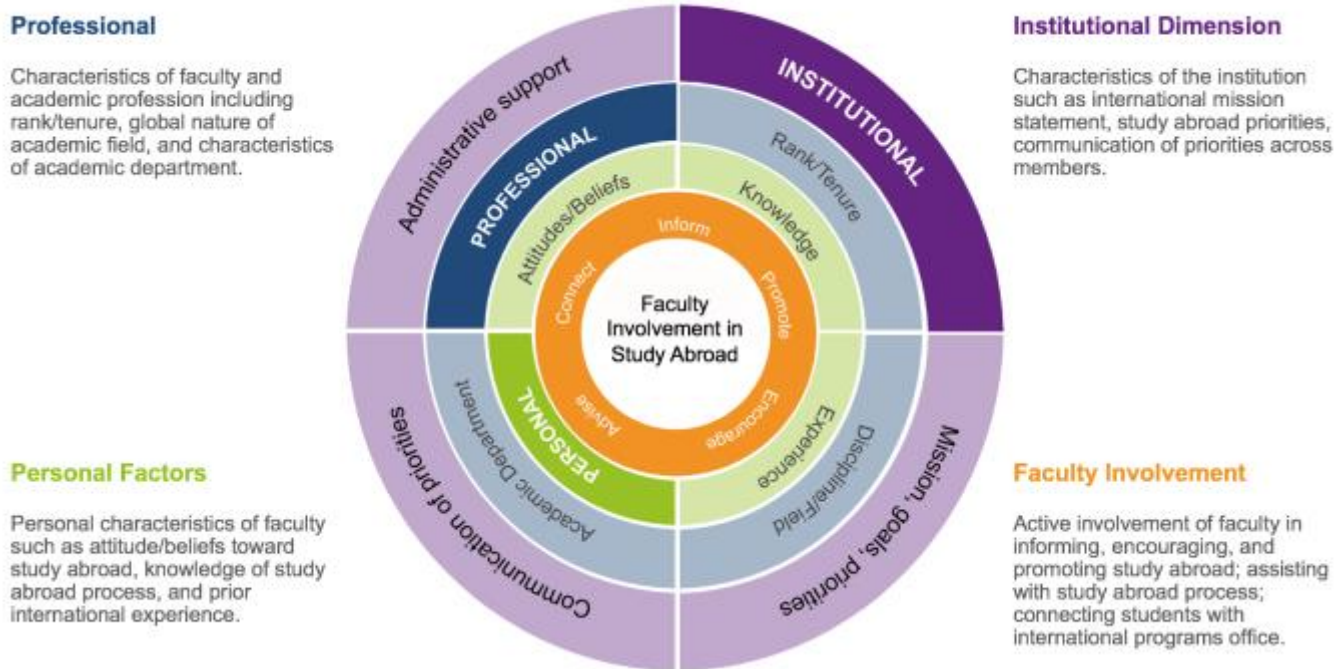 Professional
Characteristics of faculty and
academic profession including
rank/tenure, global nature of
academic field, and characteristics
of academic department.
Personal Factors
Personal characteristics of faculty
such as attitude/beliefs toward
study abroad, knowledge of study
abroad process, and prior
international experience.
Administrative support
INSTITUTIONAL
Mission, goals, priorities
Communication of priorities
PROFESSIONAL
Rank/Tenure
Discipline/Field
Academic Department
Attitudes/Beliefs
Knowledge
Experience
PERSONAL
Inform
Promote
Encourage
Advise
Connect
Faculty
Involvement in
Study Abroad
Institutional Dimension
Characteristics of the institution
such as international mission
statement, study abroad priorities,
communication of priorities across
members.
Faculty Involvement
Active involvement of faculty in
informing, encouraging, and
promoting study abroad; assisting
with study abroad process;
connecting students with
international programs office.